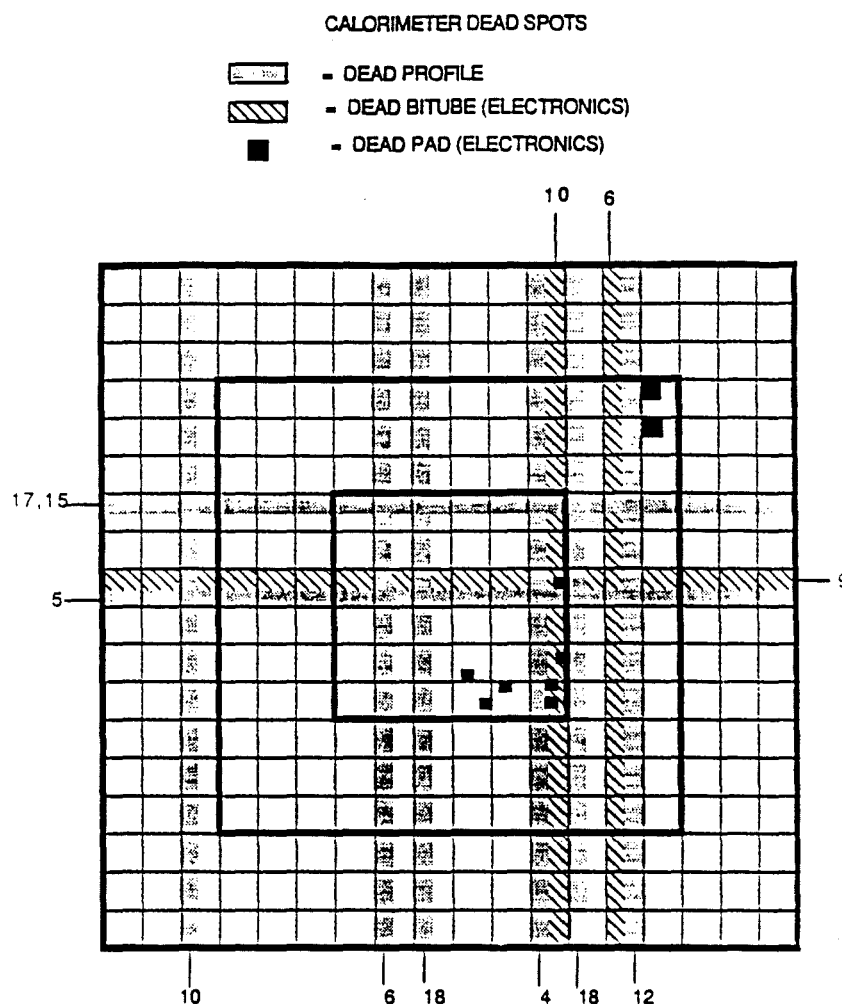 CALORIMETER DEAD SPOTS
- DEAD PROFILE
- DEAD BITUBE (ELECTRONICS)
- DEAD PAD (ELECTRONICS)
10 6
17,15
5
9
10 6 18 4 18 12